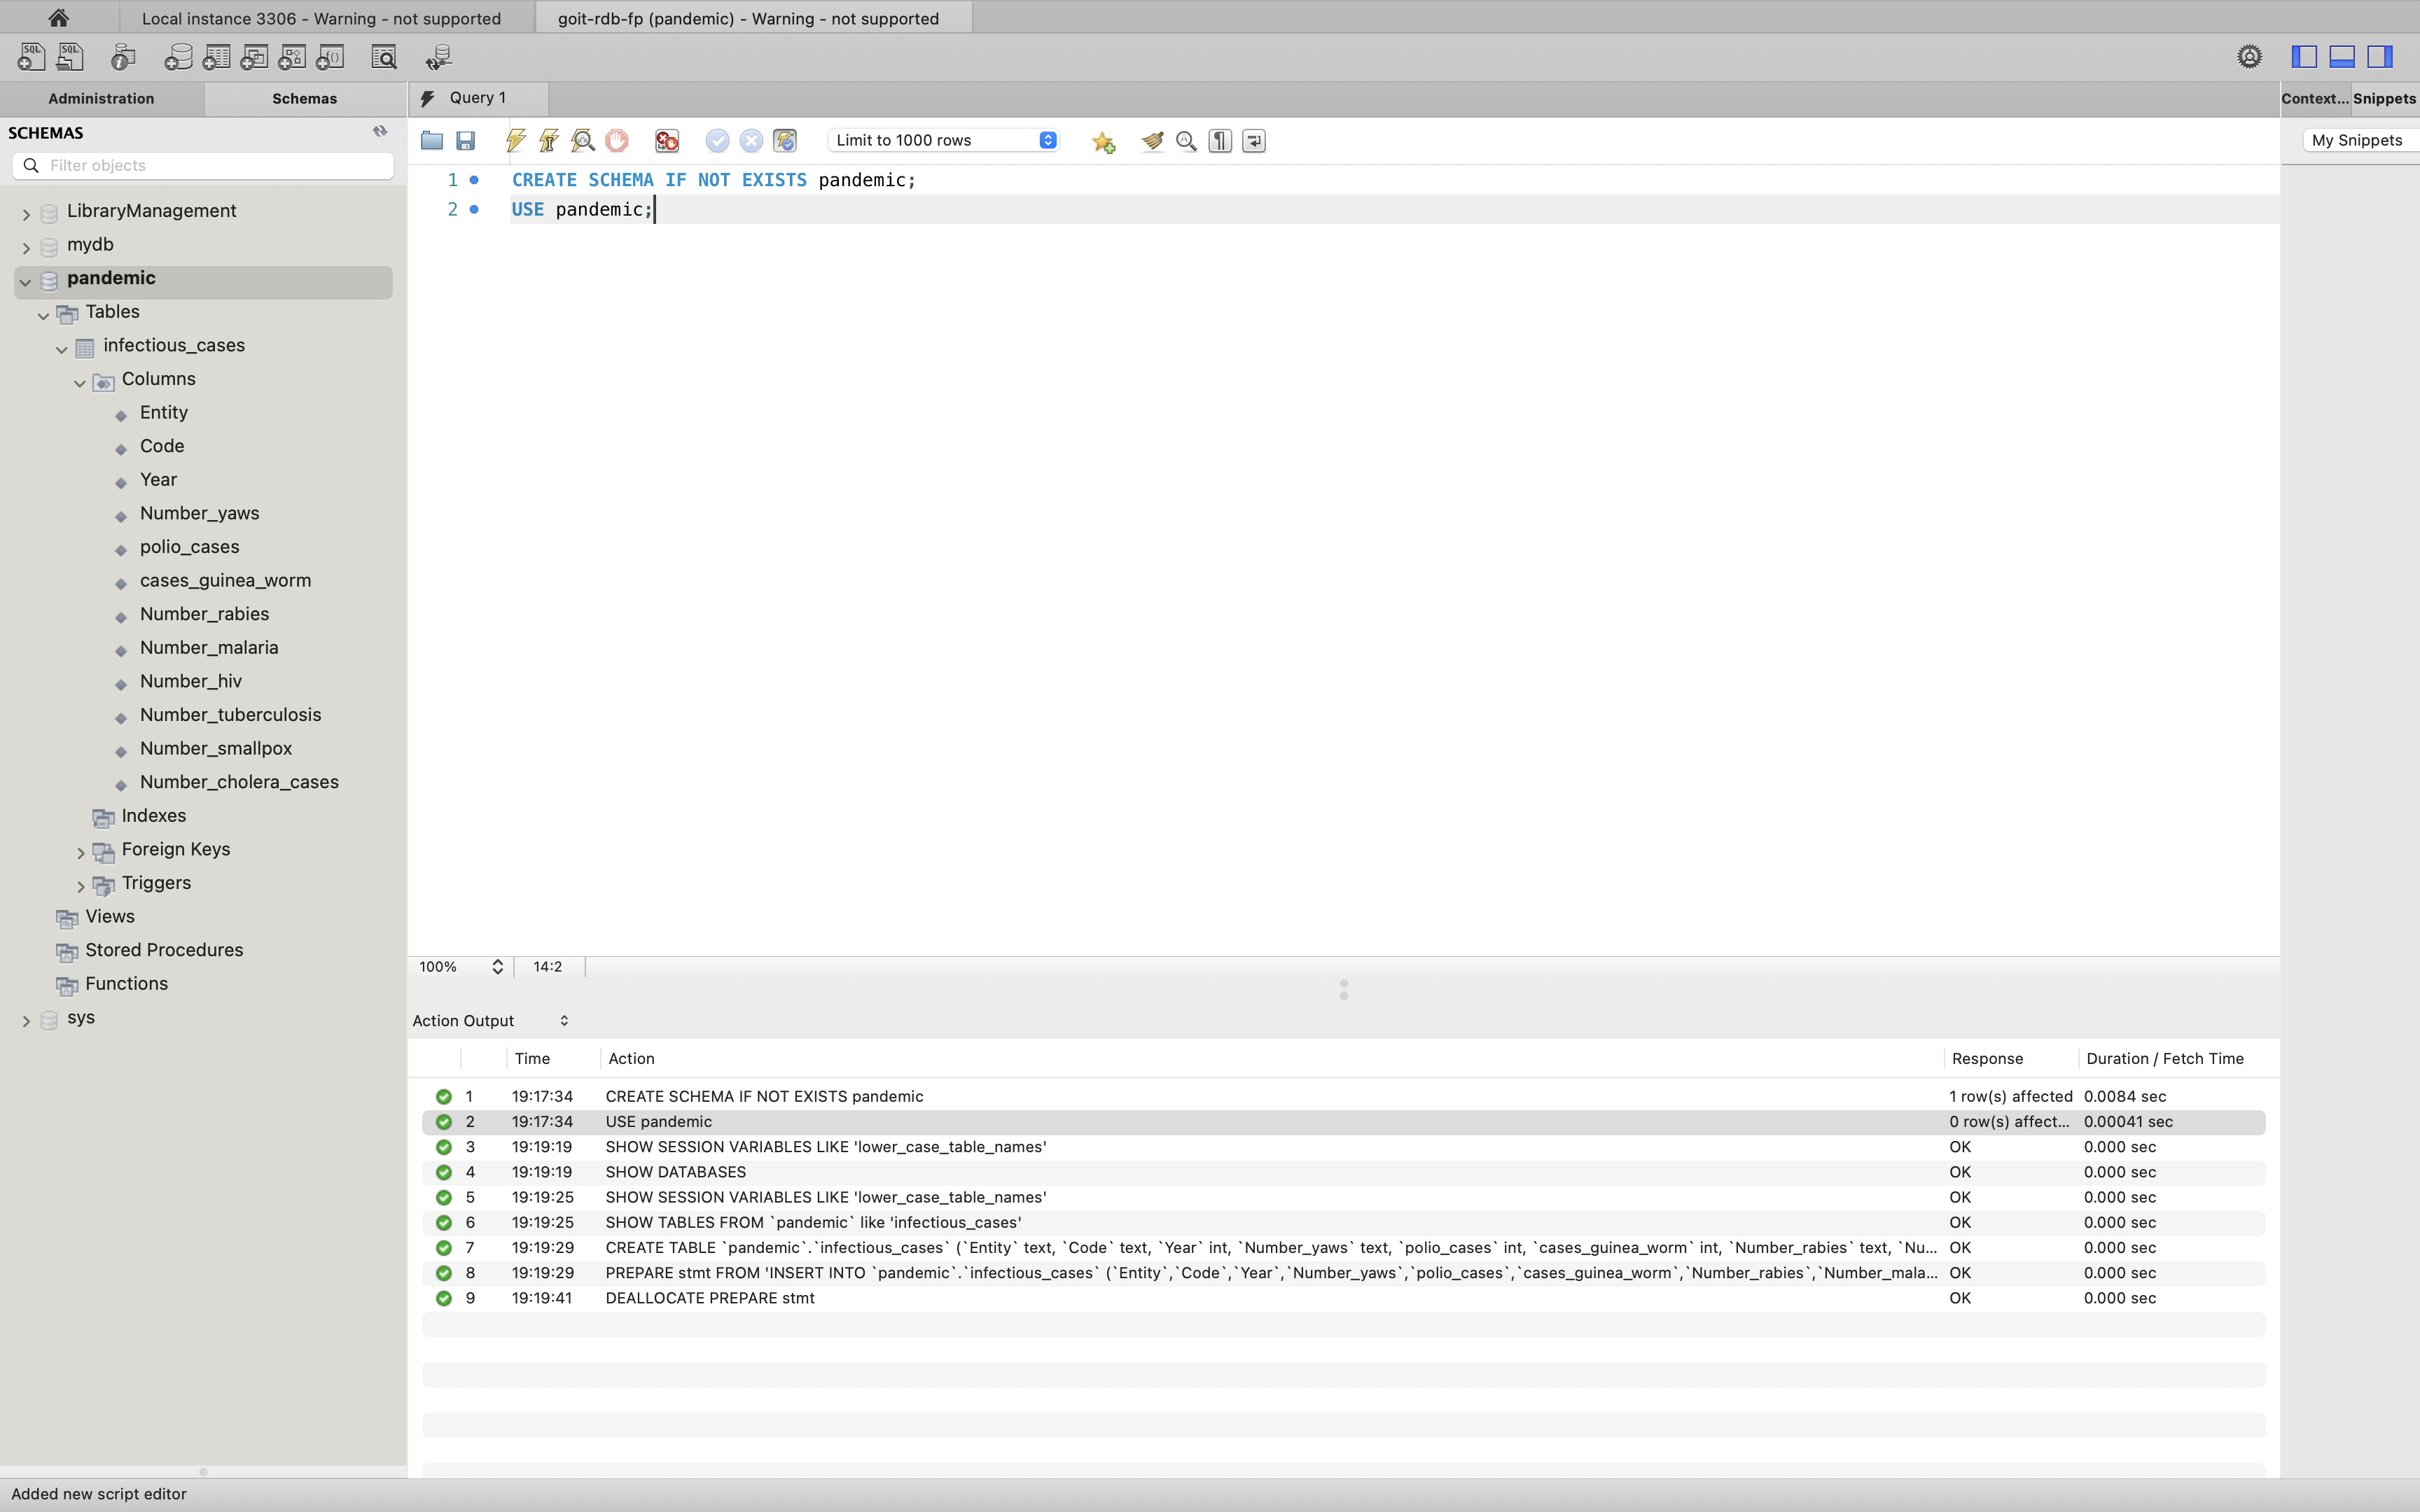 Local instance 3306 - Warning - not supported
goit-rdb-fp (pandemic) - Warning - not supported
Administration
Schemas
Query 1
Context...
Snippets
SCHEMAS
Filter objects
Limit to 1000 rows
My Snippets
1 CREATE SCHEMA IF NOT EXISTS pandemic;
2 USE pandemic;
LibraryManagement
mydb
pandemic
Tables
infectious_cases
Columns
Entity
Code
Year
Number_yaws
polio_cases
cases_guinea_worm
Number_rabies
Number_malaria
Number_hiv
Number_tuberculosis
Number_smallpox
Number_cholera_cases
Indexes
Foreign Keys
Triggers
Views
Stored Procedures
Functions
sys
100%
14:2
Action Output
Time Action Response Duration / Fetch Time
1 19:17:34 CREATE SCHEMA IF NOT EXISTS pandemic 1 row(s) affected 0.0084 sec
2 19:17:34 USE pandemic 0 row(s) affect... 0.00041 sec
3 19:19:19 SHOW SESSION VARIABLES LIKE 'lower_case_table_names' OK 0.000 sec
4 19:19:19 SHOW DATABASES OK 0.000 sec
5 19:19:25 SHOW SESSION VARIABLES LIKE 'lower_case_table_names' OK 0.000 sec
6 19:19:25 SHOW TABLES FROM `pandemic` like 'infectious_cases' OK 0.000 sec
7 19:19:29 CREATE TABLE `pandemic`.`infectious_cases` (`Entity` text, `Code` text, `Year` int, `Number_yaws` text, `polio_cases` int, `cases_guinea_worm` int, `Number_rabies` text, `Nu... OK 0.000 sec
8 19:19:29 PREPARE stmt FROM 'INSERT INTO `pandemic`.`infectious_cases` (`Entity`,`Code`,`Year`,`Number_yaws`,`polio_cases`,`cases_guinea_worm`,`Number_rabies`,`Number_mala... OK 0.000 sec
9 19:19:41 DEALLOCATE PREPARE stmt OK 0.000 sec
Added new script editor